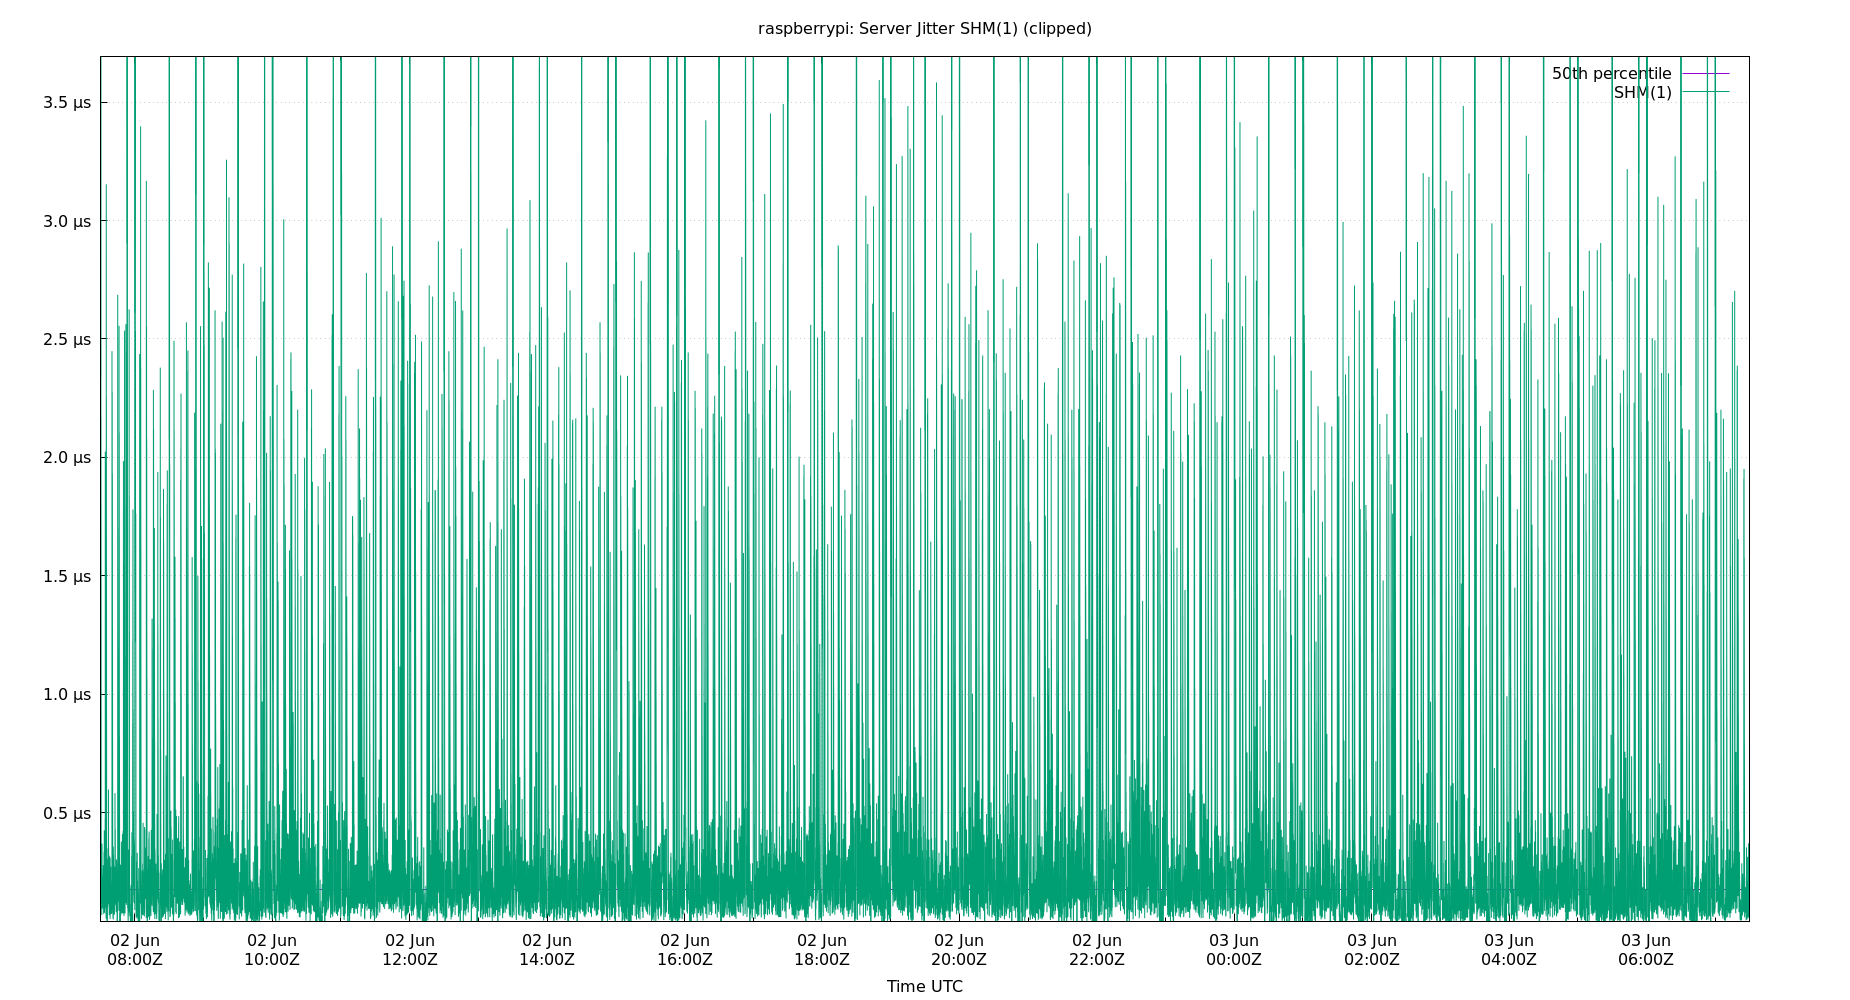 raspberrypi: Server Jitter SHM(1) (clipped)
50th percentile
SHM(1)
3.5 μs
3.0 μs
2.5 μs
2.0 μs
1.5 μs
1.0 μs
0.5 μs
02 Jun 02 Jun 02 Jun 02 Jun 02 Jun 02 Jun 02 Jun 02 Jun 03 Jun 03 Jun 03 Jun 03 Jun
08:00Z 10:00Z 12:00Z 14:00Z 16:00Z 18:00Z 20:00Z 22:00Z 00:00Z 02:00Z 04:00Z 06:00Z
Time UTC